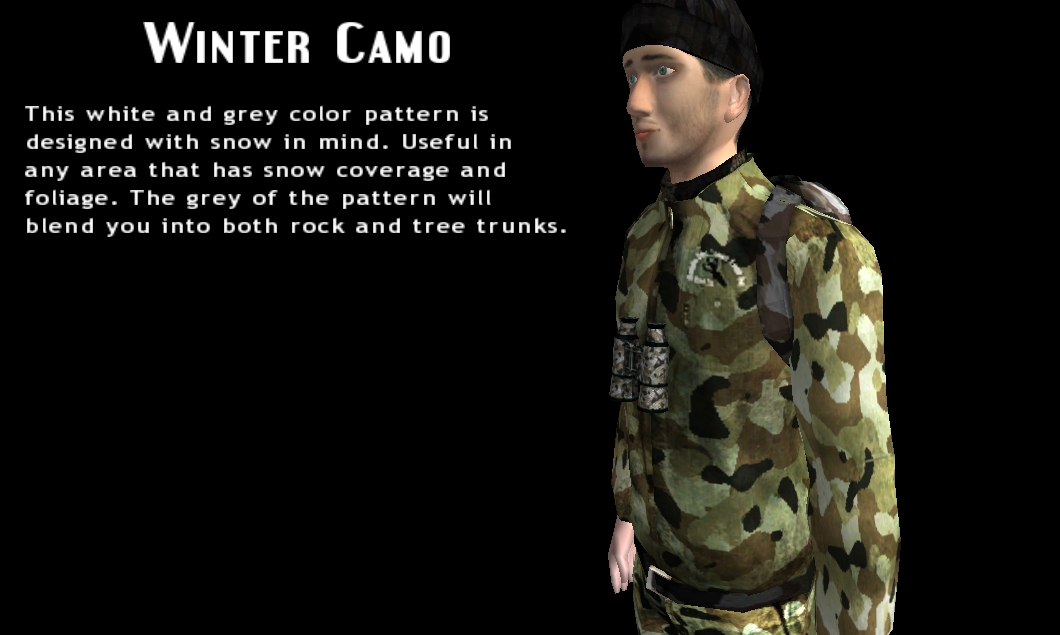 Winter Camo
This white and grey color pattern is
designed with snow in mind. Useful in
any area that has snow coverage and
foliage. The grey of the pattern will
blend you into both rock and tree trunks.